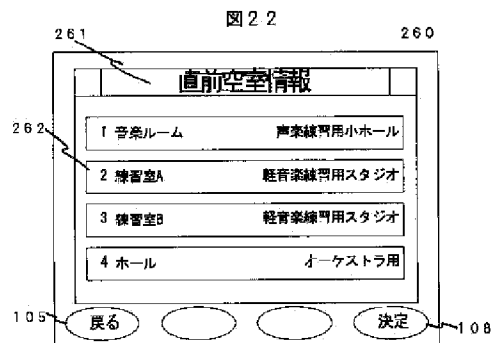 図22
261
260
直前空室情報
262
1 音楽ルーム 声楽練習用小ホール
2 練習室A 軽音楽練習用スタジオ
3 練習室B 軽音楽練習用スタジオ
4 ホール オーケストラ用
105 戻る 決定 108